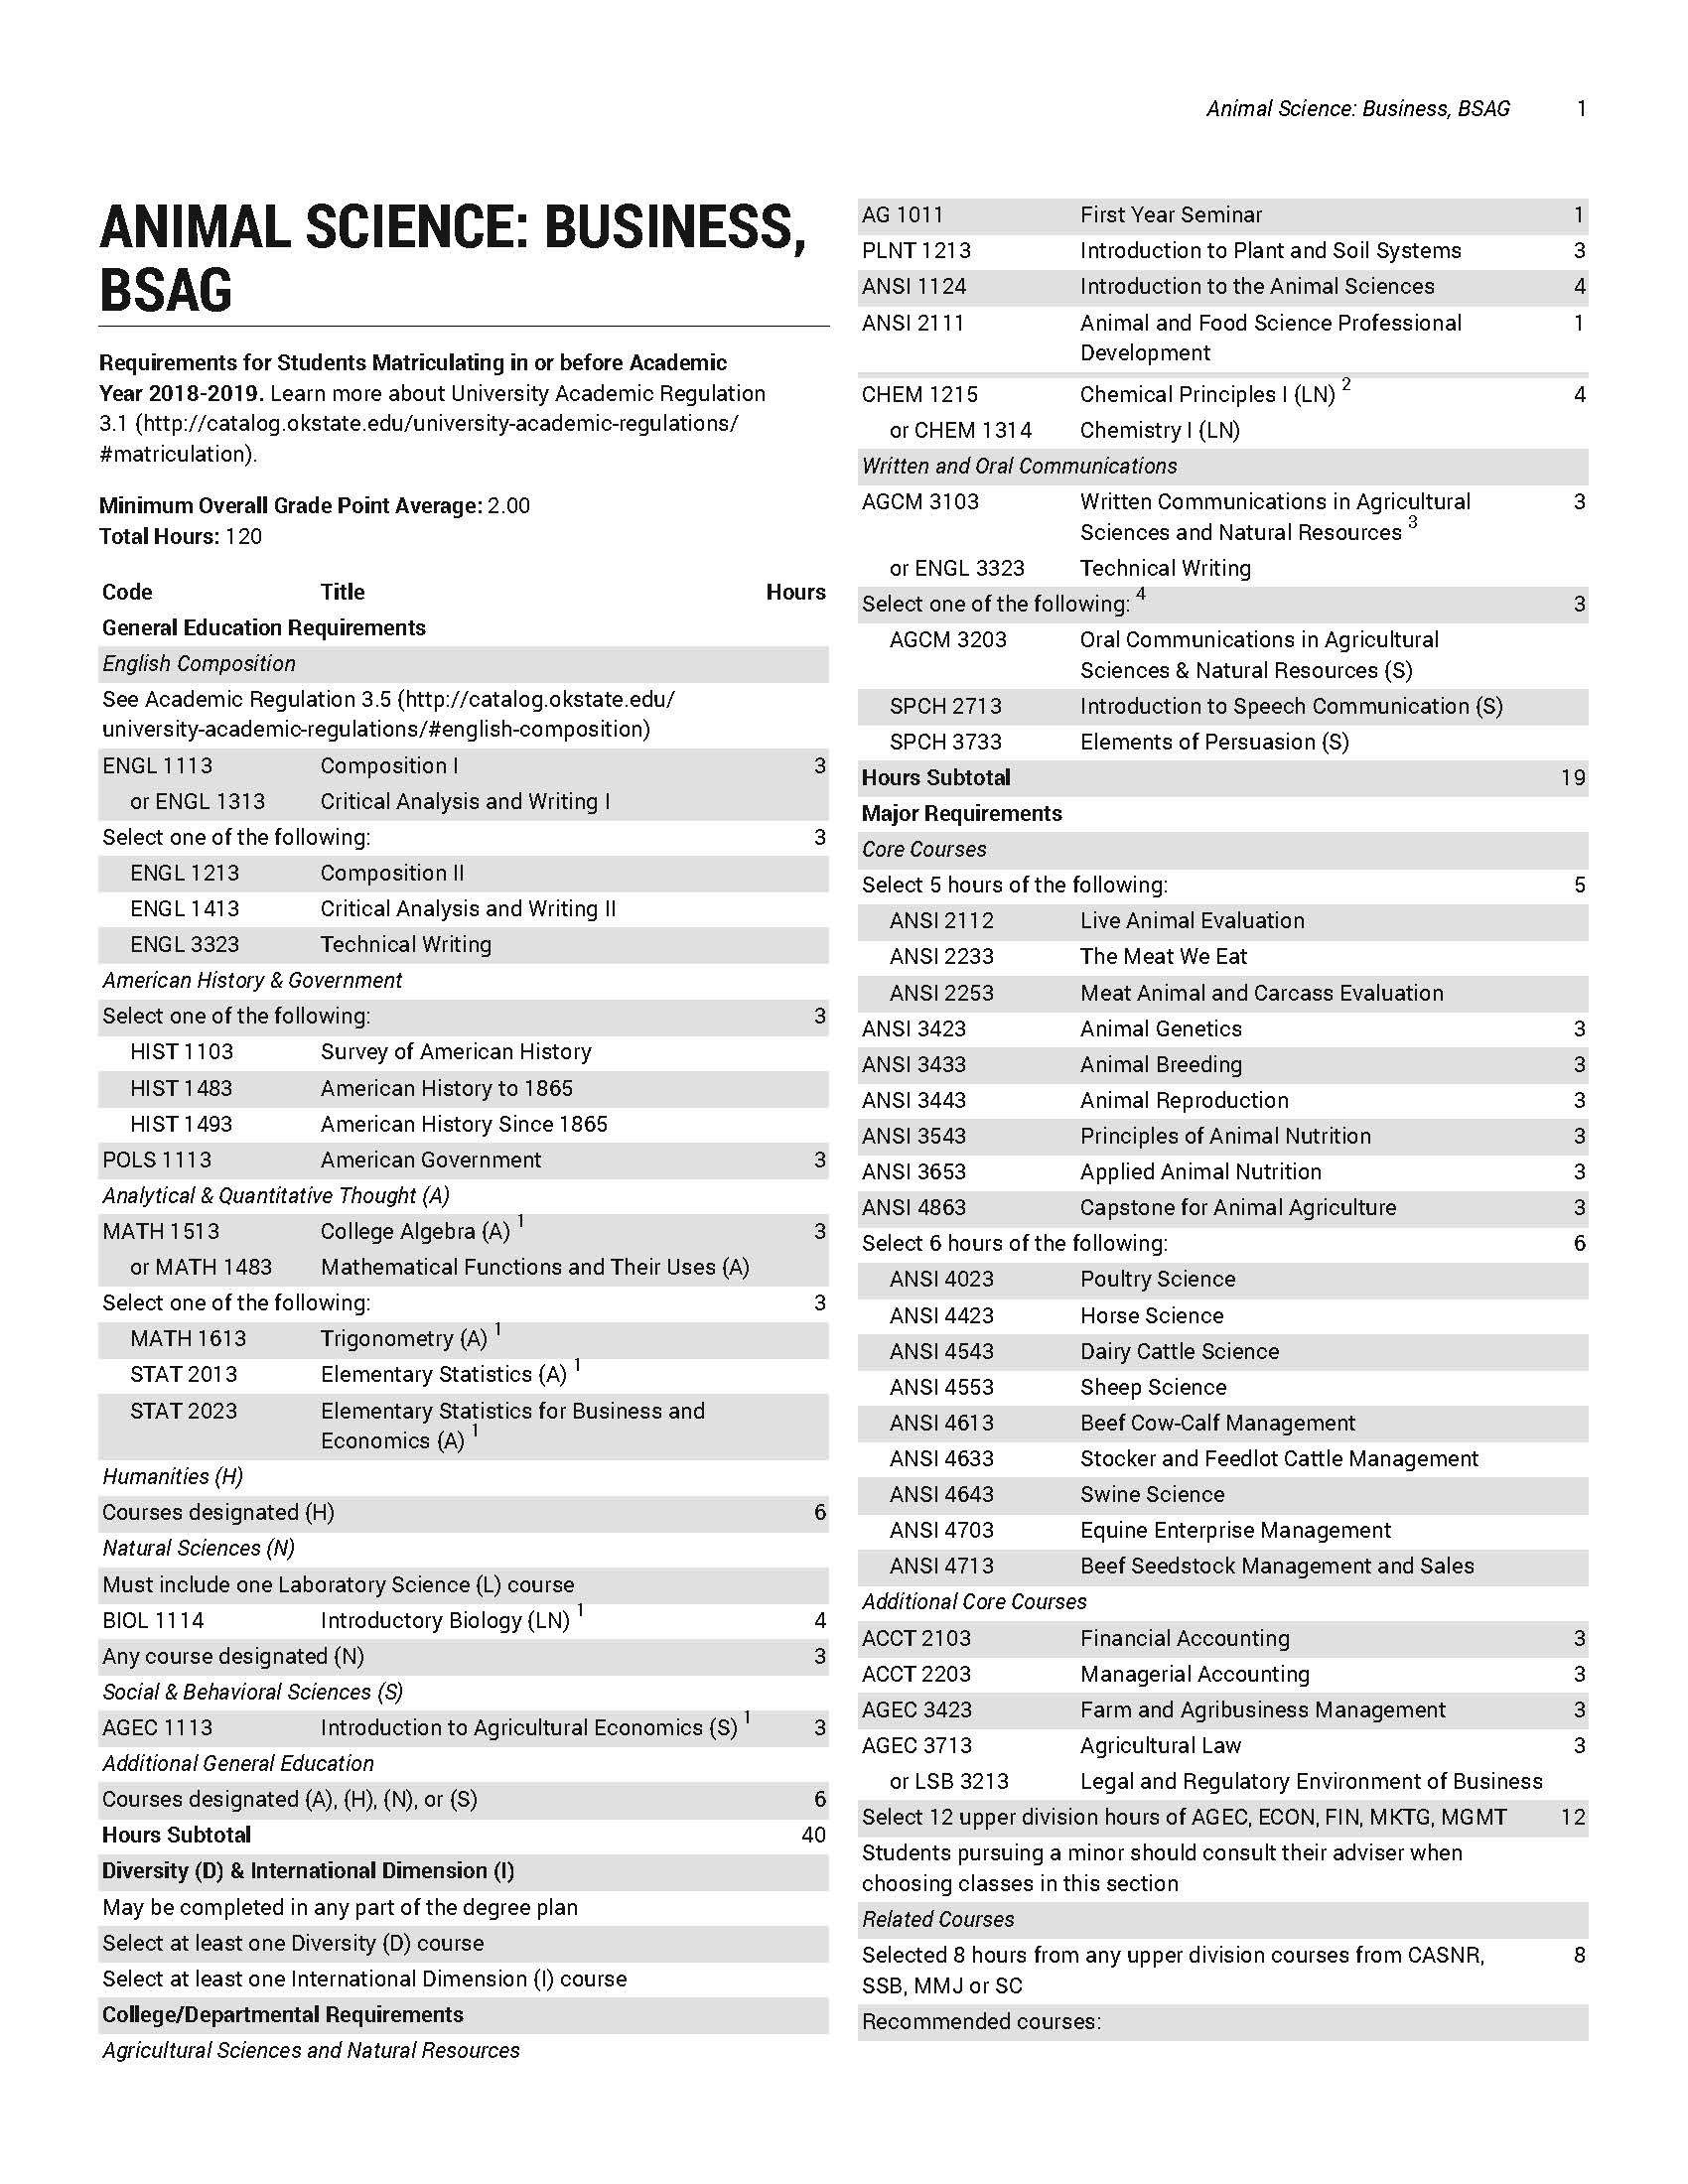 Animal Science: Business, BSAG 1
ANIMAL SCIENCE: BUSINESS,
BSAG
Requirements for Students Matriculating in or before Academic
Year 2018-2019. Learn more about University Academic Regulation
3.1 (http://catalog.okstate.edu/university-academic-regulations/
#matriculation).
Minimum Overall Grade Point Average: 2.00
Total Hours: 120
Code Title Hours
General Education Requirements
English Composition
See Academic Regulation 3.5 (http://catalog.okstate.edu/
university-academic-regulations/#english-composition)
ENGL 1113 Composition I 3
or ENGL 1313 Critical Analysis and Writing I
Select one of the following: 3
ENGL 1213 Composition II
ENGL 1413 Critical Analysis and Writing II
ENGL 3323 Technical Writing
American History & Government
Select one of the following: 3
HIST 1103 Survey of American History
HIST 1483 American History to 1865
HIST 1493 American History Since 1865
POLS 1113 American Government 3
Analytical & Quantitative Thought (A)
MATH 1513 College Algebra (A) 1 3
or MATH 1483 Mathematical Functions and Their Uses (A)
Select one of the following: 3
MATH 1613 Trigonometry (A) 1
STAT 2013 Elementary Statistics (A) 1
STAT 2023 Elementary Statistics for Business and
Economics (A) 1
Humanities (H)
Courses designated (H) 6
Natural Sciences (N)
Must include one Laboratory Science (L) course
BIOL 1114 Introductory Biology (LN) 1 4
Any course designated (N) 3
Social & Behavioral Sciences (S)
AGEC 1113 Introduction to Agricultural Economics (S) 1 3
Additional General Education
Courses designated (A), (H), (N), or (S) 6
Hours Subtotal 40
Diversity (D) & International Dimension (I)
May be completed in any part of the degree plan
Select at least one Diversity (D) course
Select at least one International Dimension (I) course
College/Departmental Requirements
Agricultural Sciences and Natural Resources
AG 1011 First Year Seminar 1
PLNT 1213 Introduction to Plant and Soil Systems 3
ANSI 1124 Introduction to the Animal Sciences 4
ANSI 2111 Animal and Food Science Professional 1
Development
CHEM 1215 Chemical Principles I (LN) 2 4
or CHEM 1314 Chemistry I (LN)
Written and Oral Communications
AGCM 3103 Written Communications in Agricultural 3
Sciences and Natural Resources 3
or ENGL 3323 Technical Writing
Select one of the following: 4 3
AGCM 3203 Oral Communications in Agricultural
Sciences & Natural Resources (S)
SPCH 2713 Introduction to Speech Communication (S)
SPCH 3733 Elements of Persuasion (S)
Hours Subtotal 19
Major Requirements
Core Courses
Select 5 hours of the following: 5
ANSI 2112 Live Animal Evaluation
ANSI 2233 The Meat We Eat
ANSI 2253 Meat Animal and Carcass Evaluation
ANSI 3423 Animal Genetics 3
ANSI 3433 Animal Breeding 3
ANSI 3443 Animal Reproduction 3
ANSI 3543 Principles of Animal Nutrition 3
ANSI 3653 Applied Animal Nutrition 3
ANSI 4863 Capstone for Animal Agriculture 3
Select 6 hours of the following: 6
ANSI 4023 Poultry Science
ANSI 4423 Horse Science
ANSI 4543 Dairy Cattle Science
ANSI 4553 Sheep Science
ANSI 4613 Beef Cow-Calf Management
ANSI 4633 Stocker and Feedlot Cattle Management
ANSI 4643 Swine Science
ANSI 4703 Equine Enterprise Management
ANSI 4713 Beef Seedstock Management and Sales
Additional Core Courses
ACCT 2103 Financial Accounting 3
ACCT 2203 Managerial Accounting 3
AGEC 3423 Farm and Agribusiness Management 3
AGEC 3713 Agricultural Law 3
or LSB 3213 Legal and Regulatory Environment of Business
Select 12 upper division hours of AGEC, ECON, FIN, MKTG, MGMT 12
Students pursuing a minor should consult their adviser when
choosing classes in this section
Related Courses
Selected 8 hours from any upper division courses from CASNR, 8
SSB, MMJ or SC
Recommended courses: